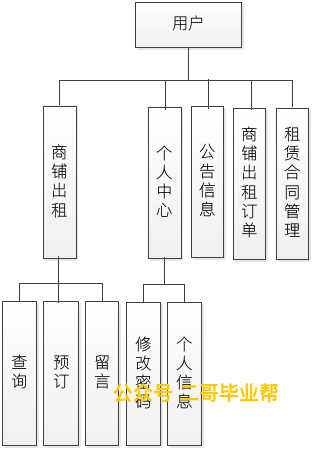 用户
商铺出租
个人中心
公告信息
商铺出租订单
租赁合同管理
查询
预订
留言
修改密码
个人信息
公众号 二哥毕业帮